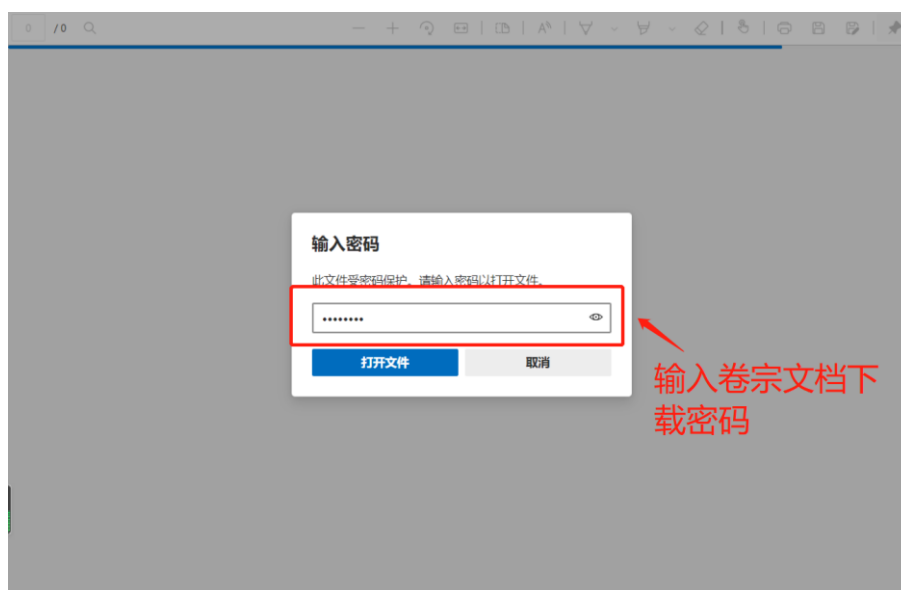 0 /0
输入密码
此文件受密码保护。请输入密码以打开文件。
••••••••
打开文件 取消
输入卷宗文档下
载密码